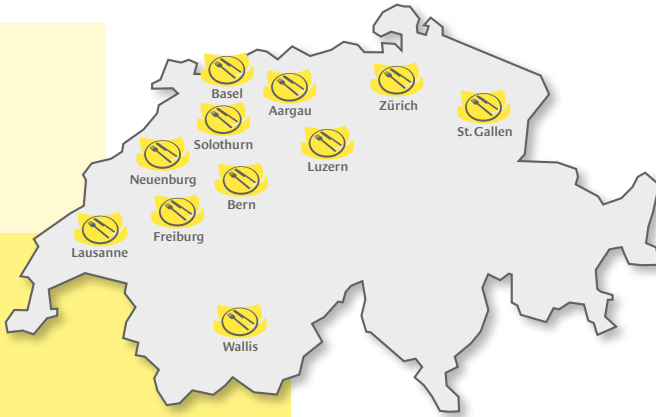 Basel
Aargau
Zürich
St. Gallen
Solothurn
Luzern
Neuenburg
Bern
Freiburg
Lausanne
Wallis